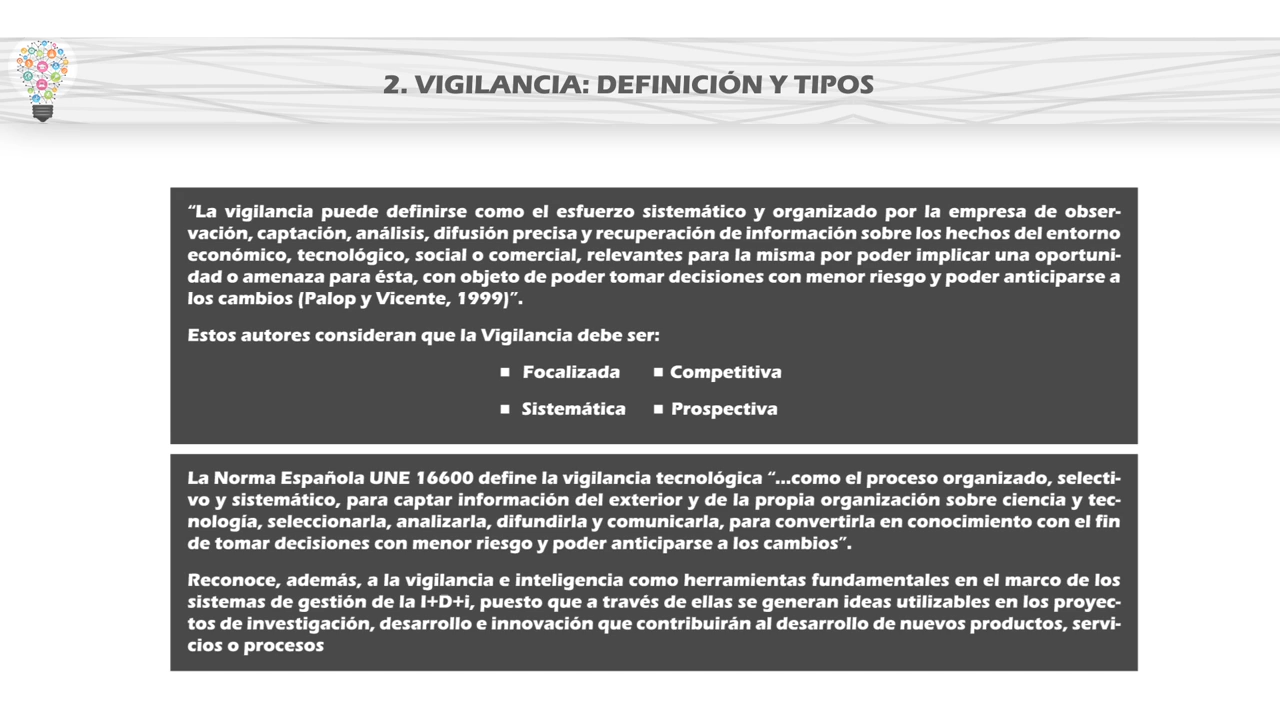 2. VIGILANCIA: DEFINICIÓN Y TIPOS
“La vigilancia puede definirse como el esfuerzo sistemático y organizado por la empresa de obser-
vación, captación, análisis, difusión precisa y recuperación de información sobre los hechos del entorno
económico, tecnológico, social o comercial, relevantes para la misma por poder implicar una oportuni-
dad o amenaza para ésta, con objeto de poder tomar decisiones con menor riesgo y poder anticiparse a
los cambios (Palop y Vicente, 1999)”.
Estos autores consideran que la Vigilancia debe ser:
▪ Focalizada ▪ Competitiva
▪ Sistemática ▪ Prospectiva
La Norma Española UNE 16600 define la vigilancia tecnológica “...como el proceso organizado, selecti-
vo y sistemático, para captar información del exterior y de la propia organización sobre ciencia y tec-
nología, seleccionarla, analizarla, difundirla y comunicarla, para convertirla en conocimiento con el fin
de tomar decisiones con menor riesgo y poder anticiparse a los cambios”.
Reconoce, además, a la vigilancia e inteligencia como herramientas fundamentales en el marco de los
sistemas de gestión de la I+D+i, puesto que a través de ellas se generan ideas utilizables en los proyec-
tos de investigación, desarrollo e innovación que contribuirán al desarrollo de nuevos productos, servi-
cios o procesos